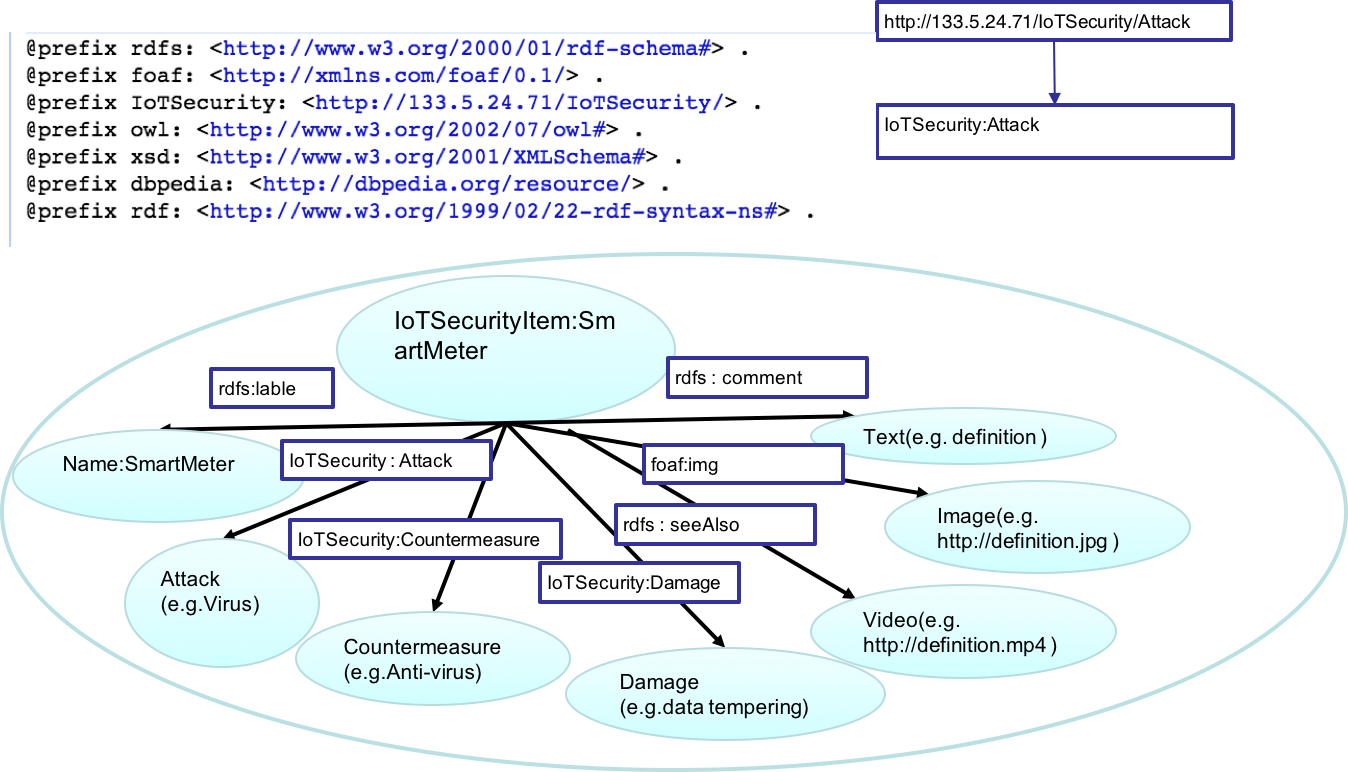 http://133.5.24.71/IoTSecurity/Attack
@prefix rdfs: <http://www.w3.org/2000/01/rdf-schema#> .
@prefix foaf: <http://xmlns.com/foaf/0.1/> .
@prefix IoTSecurity: <http://133.5.24.71/IoTSecurity/> .
@prefix owl: <http://www.w3.org/2002/07/owl#> .
@prefix xsd: <http://www.w3.org/2001/XMLSchema#> .
@prefix dbpedia: <http://dbpedia.org/resource/> .
@prefix rdf: <http://www.w3.org/1999/02/22-rdf-syntax-ns#> .
IoTSecurity:Attack
IoTSecurityItem:Sm
artMeter
rdfs:lable
rdfs : comment
Name:SmartMeter
IoTSecurity : Attack
foaf:img
Text(e.g. definition )
rdfs : seeAlso
Image(e.g.
http://definition.jpg )
IoTSecurity:Countermeasure
Attack
(e.g.Virus)
IoTSecurity:Damage
Video(e.g.
http://definition.mp4 )
Countermeasure
(e.g.Anti-virus)
Damage
(e.g.data tempering)